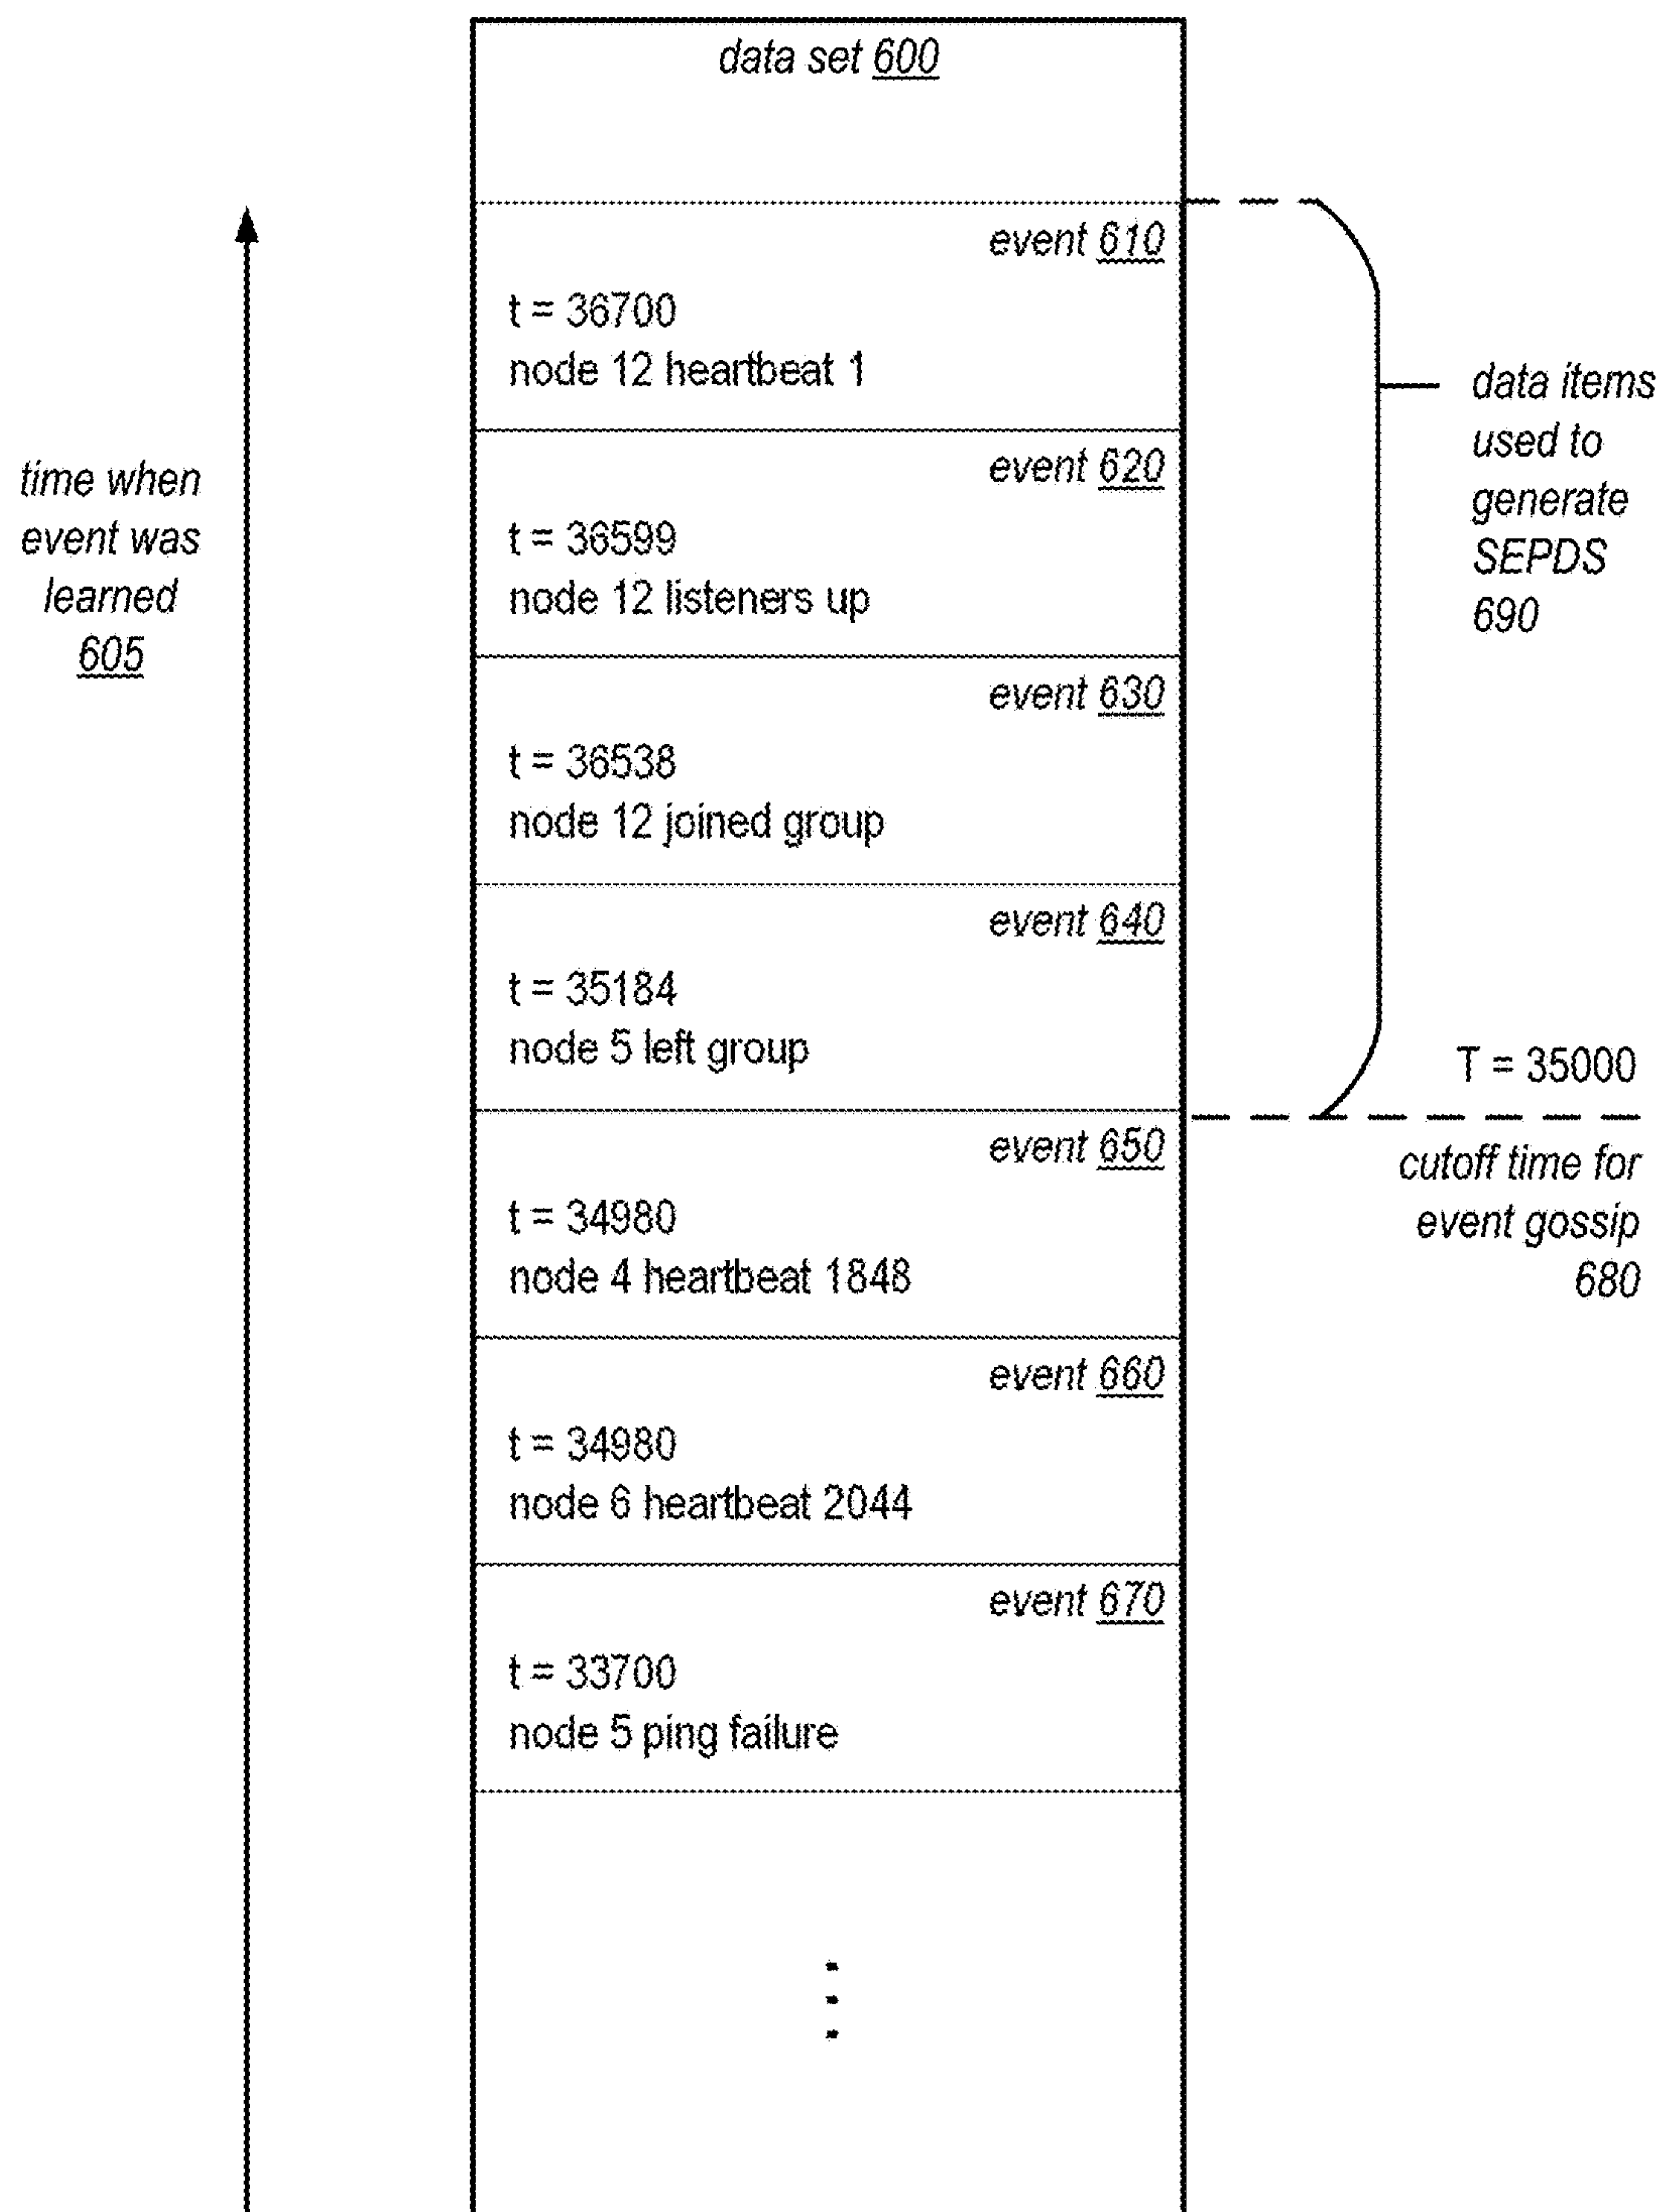 data set 600
time when
event was
learned
605
event 610
t = 36700
node 12 heartbeat 1
event 620
t = 36599
node 12 listeners up
event 630
t = 36538
node 12 joined group
event 640
t = 35184
node 5 left group
event 650
t = 34980
node 4 heartbeat 1848
event 660
t = 34980
node 6 heartbeat 2044
event 670
t = 33700
node 5 ping failure
data items
used to
generate
SEPDS
690
T = 35000
cutoff time for
event gossip
680